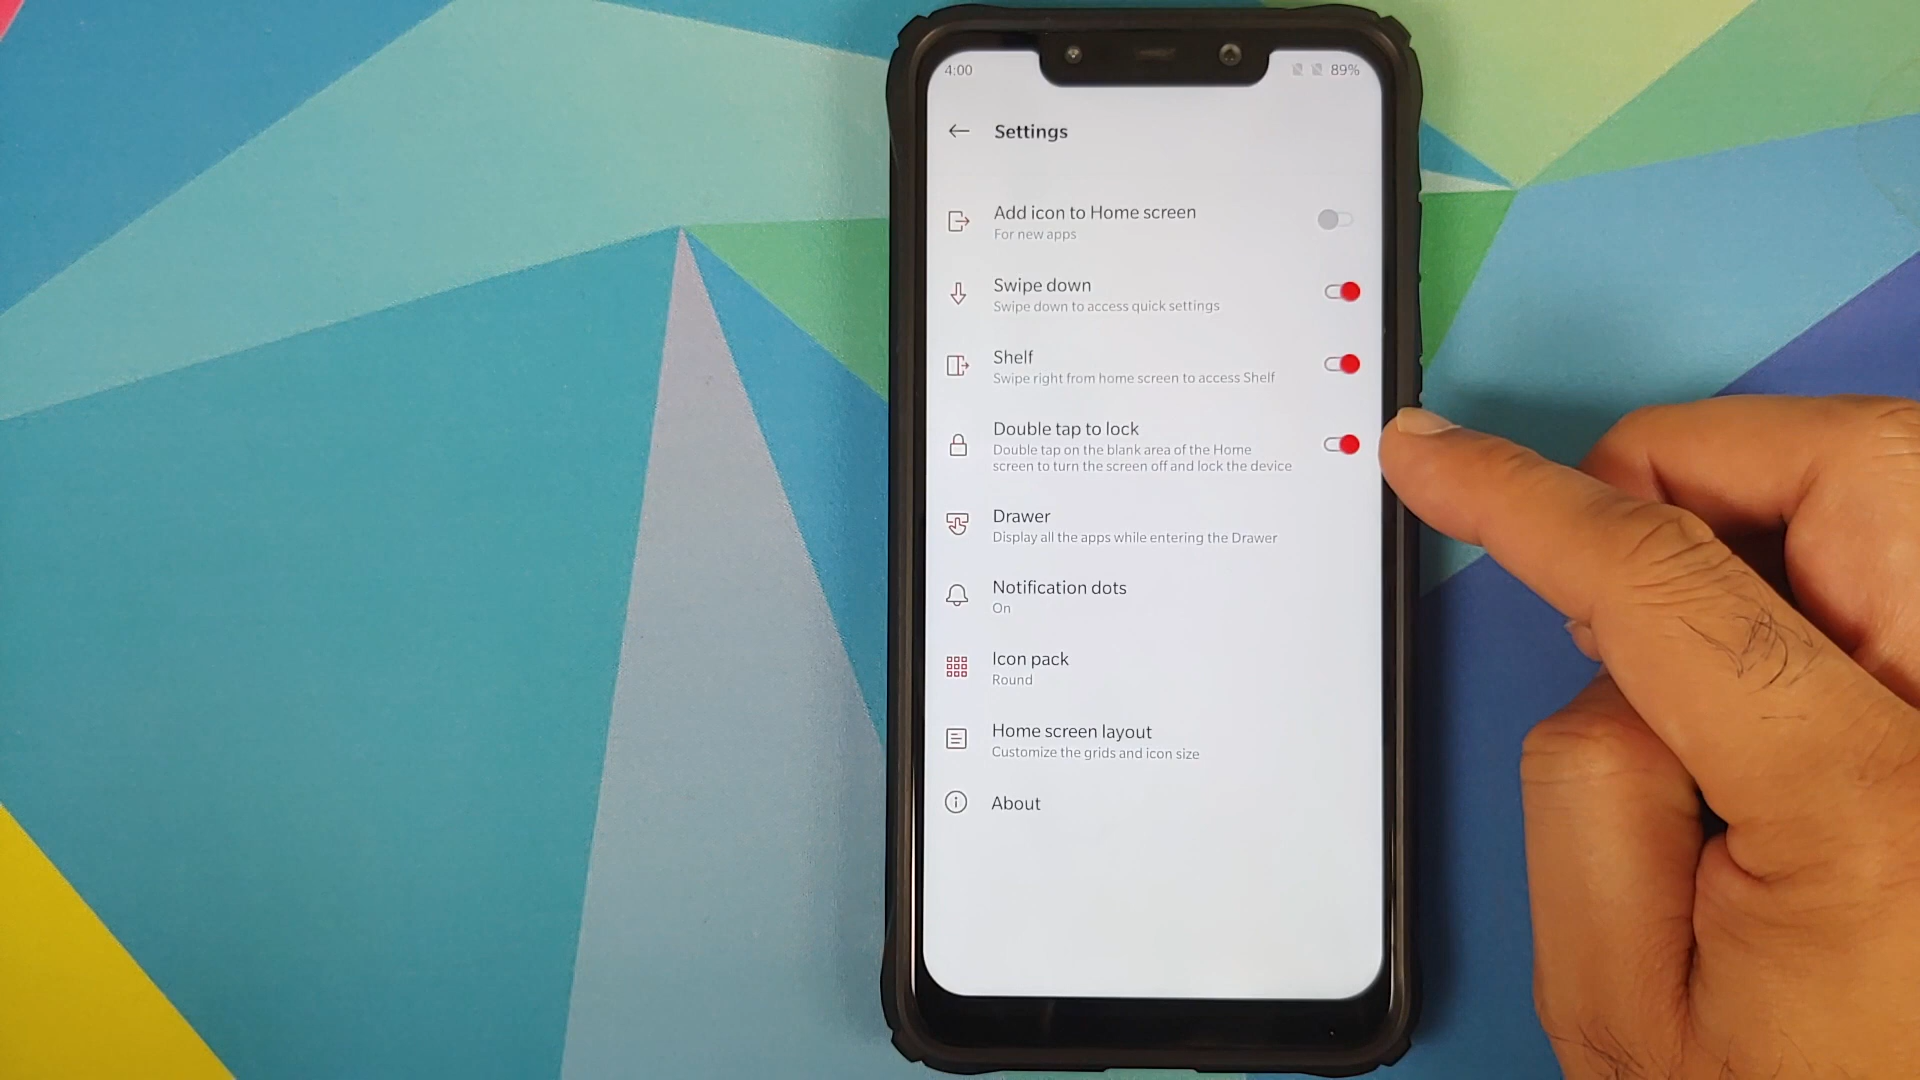 4:00
89%
Settings
Add icon to Home screen
For new apps
Swipe down
Swipe down to access quick settings
Shelf
Swipe right from home screen to access Shelf
Double tap to lock
Double tap on the blank area of the Home
screen to turn the screen off and lock the device
Drawer
Display all the apps while entering the Drawer
Notification dots
On
Icon pack
Round
Home screen layout
Customize the grids and icon size
About